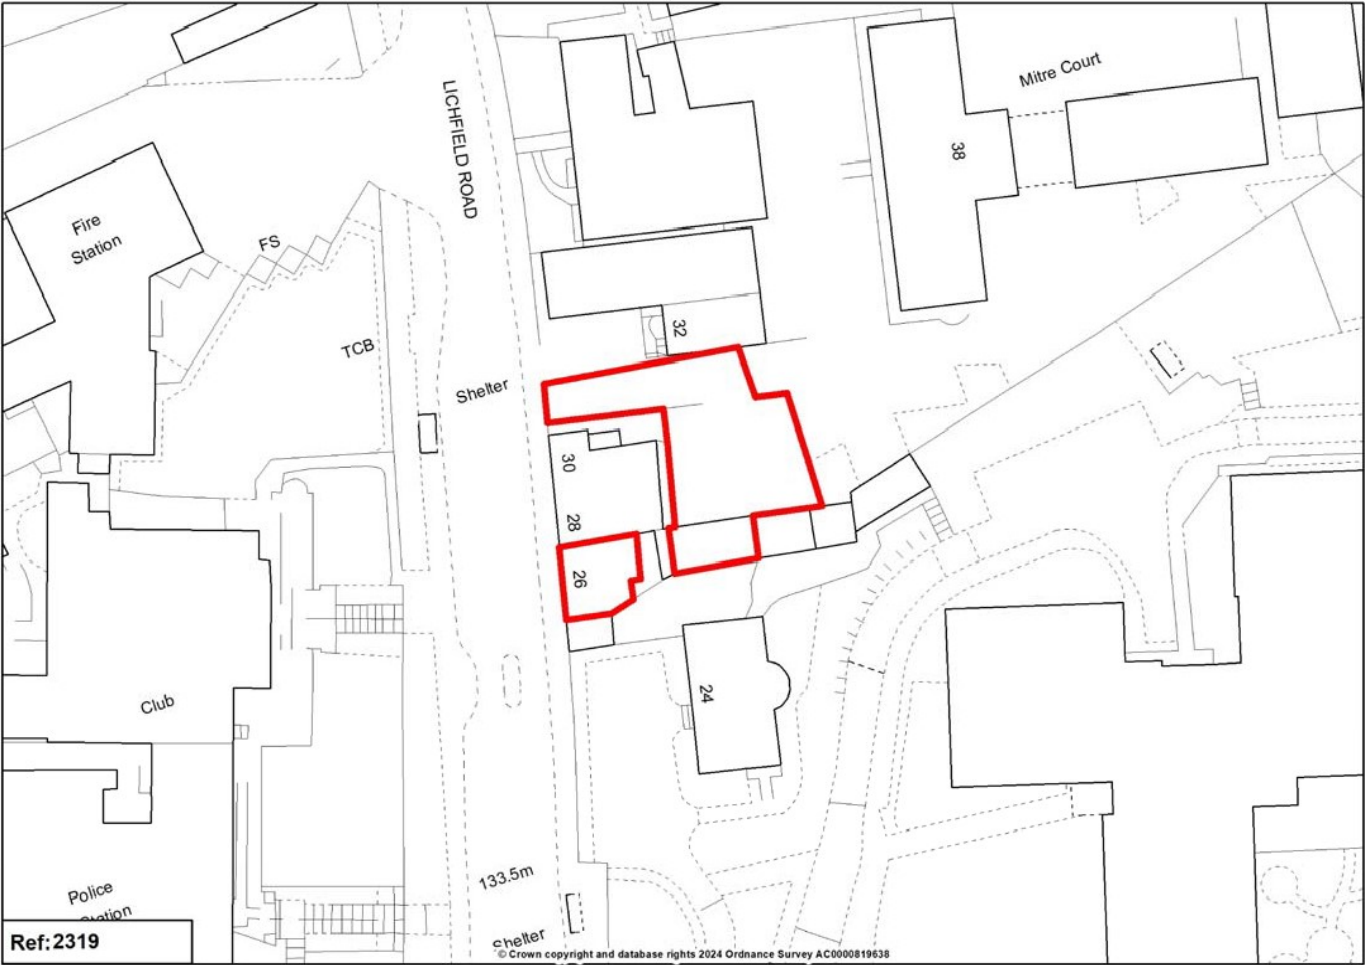 Mitre Court
LICHFIELD ROAD
38
Fire
Station
FS
32
TCB
Shelter
30
28
26
24
Club
133.5m
Police
Station
Shelter
Ref:2319
© Crown copyright and database rights 2024 Ordnance Survey AC0000819638